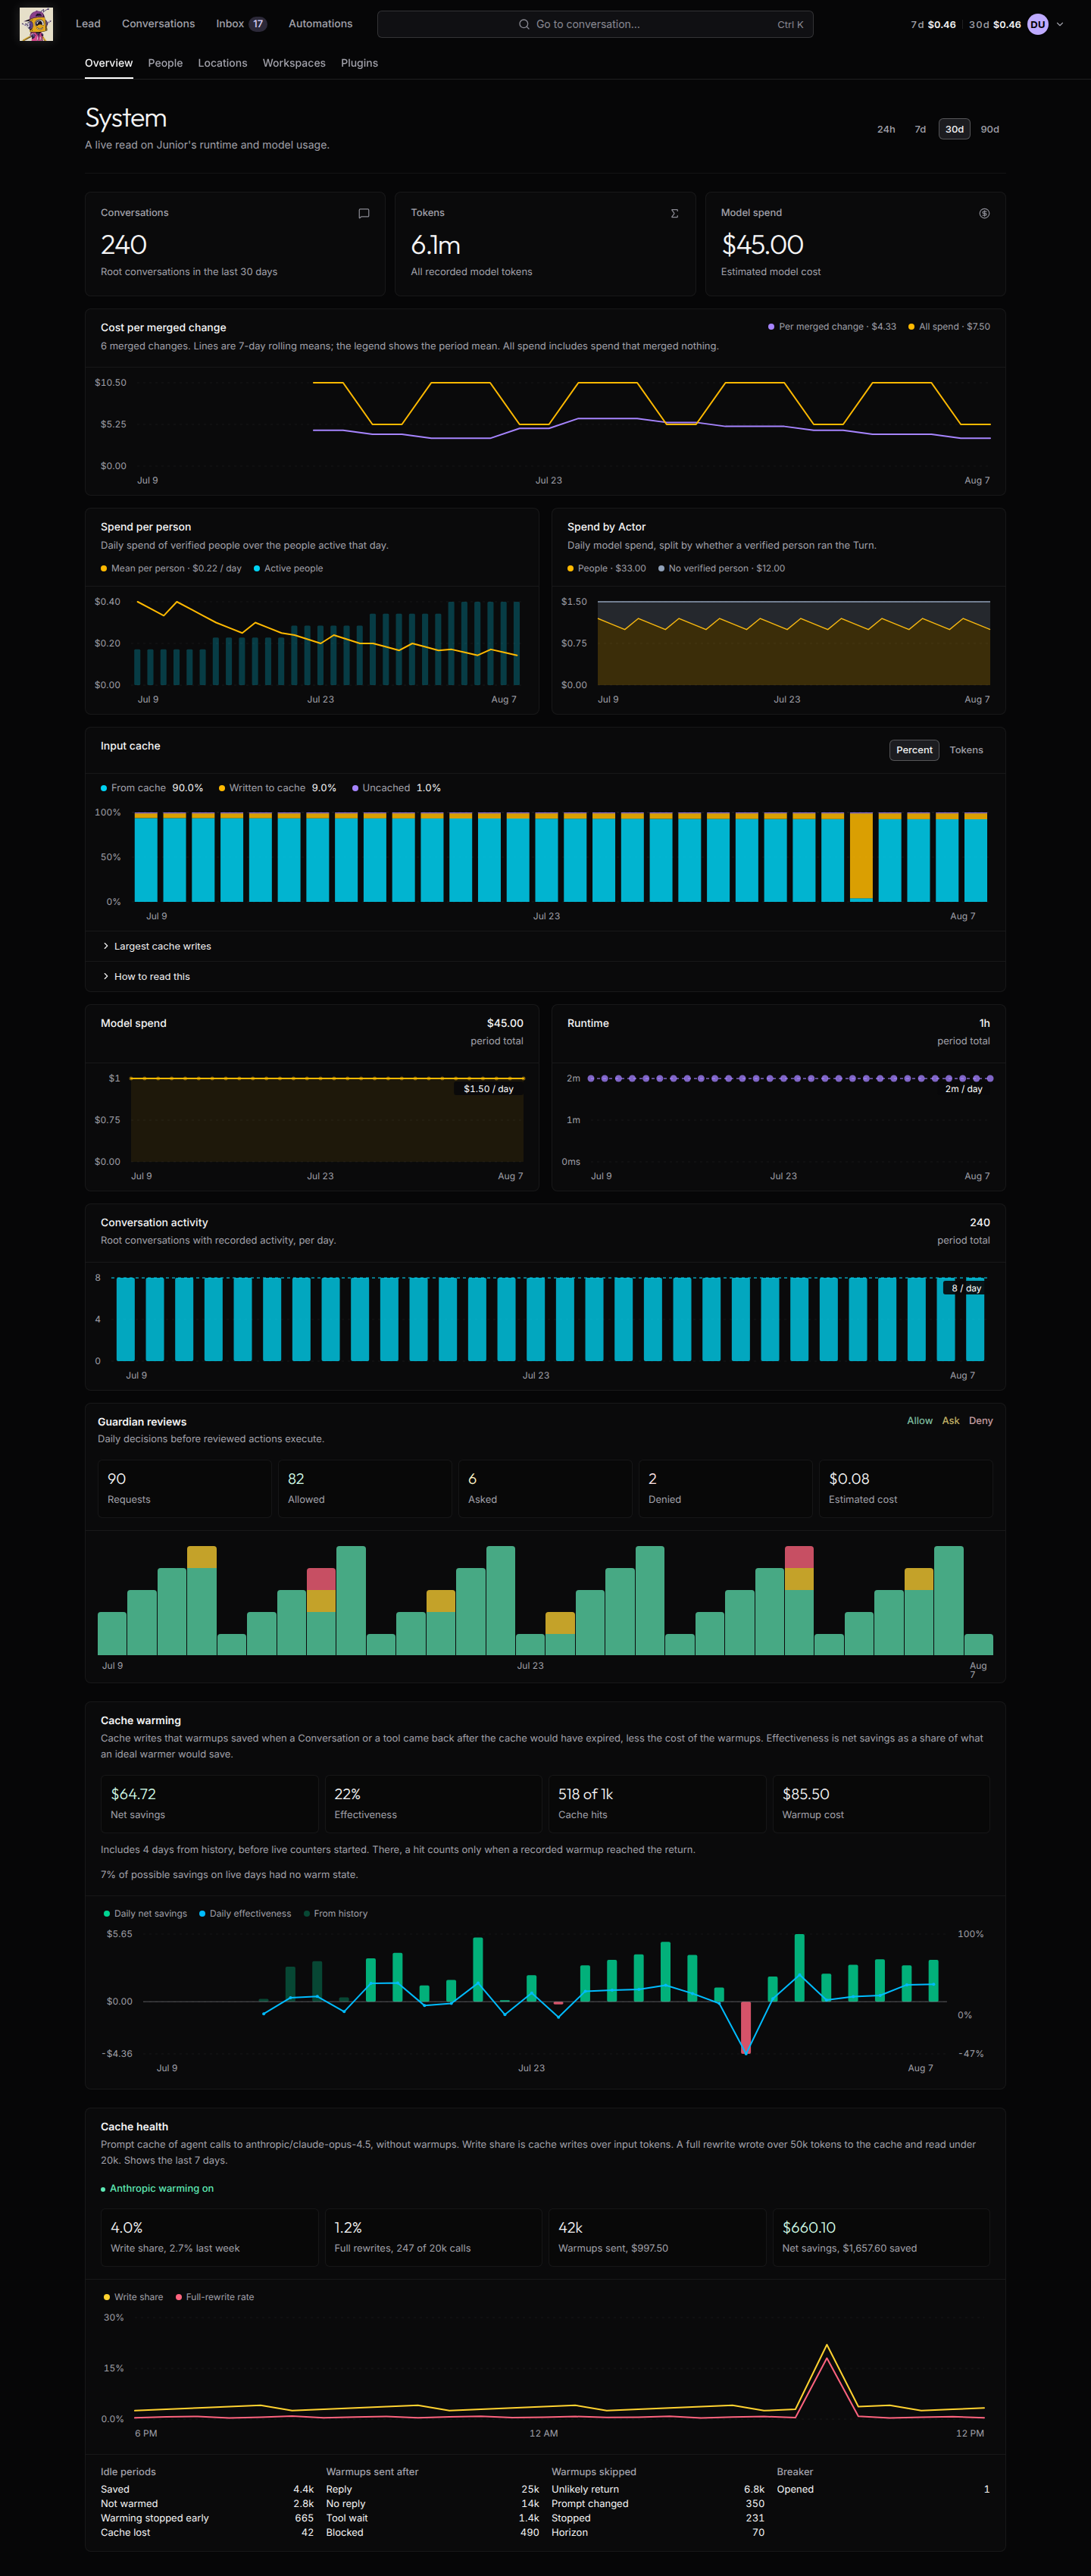 Lead Conversations Inbox 17 Automations Go to conversation... Ctrl K 7d $0.46 30d $0.46 DU
Overview People Locations Workspaces Plugins
System
A live read on Junior's runtime and model usage.
24h 7d 30d 90d
Conversations
240
Root conversations in the last 30 days
Tokens
6.1m
All recorded model tokens
Model spend
$45.00
Estimated model cost
Cost per merged change
Per merged change · $4.33 All spend · $7.50
6 merged changes. Lines are 7-day rolling means; the legend shows the period mean. All spend includes spend that merged nothing.
$10.50
$5.25
$0.00
Jul 9 Jul 23 Aug 7
Spend per person
Daily spend of verified people over the people active that day.
Mean per person · $0.22 / day Active people
$0.40
$0.20
$0.00
Jul 9 Jul 23 Aug 7
Spend by Actor
Daily model spend, split by whether a verified person ran the Turn.
People · $33.00 No verified person · $12.00
$1.50
$0.75
$0.00
Jul 9 Jul 23 Aug 7
Input cache
Percent Tokens
From cache 90.0% Written to cache 9.0% Uncached 1.0%
100%
50%
0%
Jul 9 Jul 23 Aug 7
Largest cache writes
How to read this
Model spend $45.00
period total
$1
$1.50 / day
$0.75
$0.00
Jul 9 Jul 23 Aug 7
Runtime 1h
period total
2m
2m / day
1m
0ms
Jul 9 Jul 23 Aug 7
Conversation activity 240
Root conversations with recorded activity, per day. period total
8
8 / day
4
0
Jul 9 Jul 23 Aug 7
Guardian reviews Allow Ask Deny
Daily decisions before reviewed actions execute.
90
Requests
82
Allowed
6
Asked
2
Denied
$0.08
Estimated cost
Jul 9 Jul 23 Aug
7
Cache warming
Cache writes that warmups saved when a Conversation or a tool came back after the cache would have expired, less the cost of the warmups. Effectiveness is net savings as a share of what
an ideal warmer would save.
$64.72
Net savings
22%
Effectiveness
518 of 1k
Cache hits
$85.50
Warmup cost
Includes 4 days from history, before live counters started. There, a hit counts only when a recorded warmup reached the return.
7% of possible savings on live days had no warm state.
Daily net savings Daily effectiveness From history
$5.65 100%
$0.00 0%
-$4.36 -47%
Jul 9 Jul 23 Aug 7
Cache health
Prompt cache of agent calls to anthropic/claude-opus-4.5, without warmups. Write share is cache writes over input tokens. A full rewrite wrote over 50k tokens to the cache and read under
20k. Shows the last 7 days.
Anthropic warming on
4.0%
Write share, 2.7% last week
1.2%
Full rewrites, 247 of 20k calls
42k
Warmups sent, $997.50
$660.10
Net savings, $1,657.60 saved
Write share Full-rewrite rate
30%
15%
0.0%
6 PM 12 AM 12 PM
Idle periods Warmups sent after Warmups skipped Breaker
Saved 4.4k Reply 25k Unlikely return 6.8k Opened 1
Not warmed 2.8k No reply 14k Prompt changed 350
Warming stopped early 665 Tool wait 1.4k Stopped 231
Cache lost 42 Blocked 490 Horizon 70